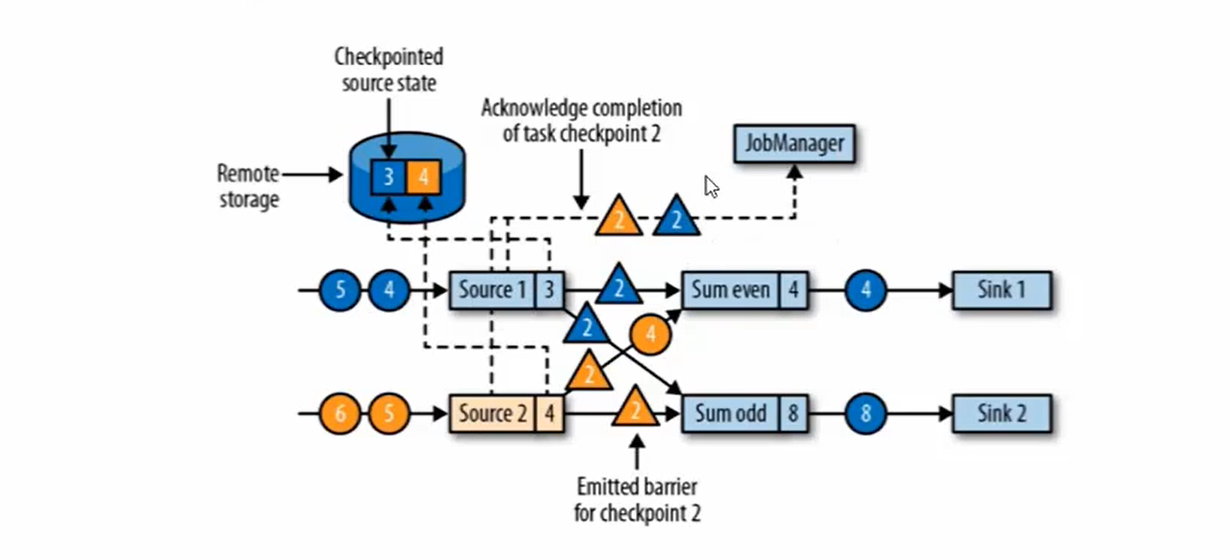 Checkpointed
source state
Acknowledge completion
of task checkpoint 2
JobManager
Remote
storage
3 4
2 2
5 4 Source 1 3 2 Sum even 4 4 Sink 1
2 4
2
6 5 Source 2 4 2 Sum odd 8 8 Sink 2
Emitted barrier
for checkpoint 2